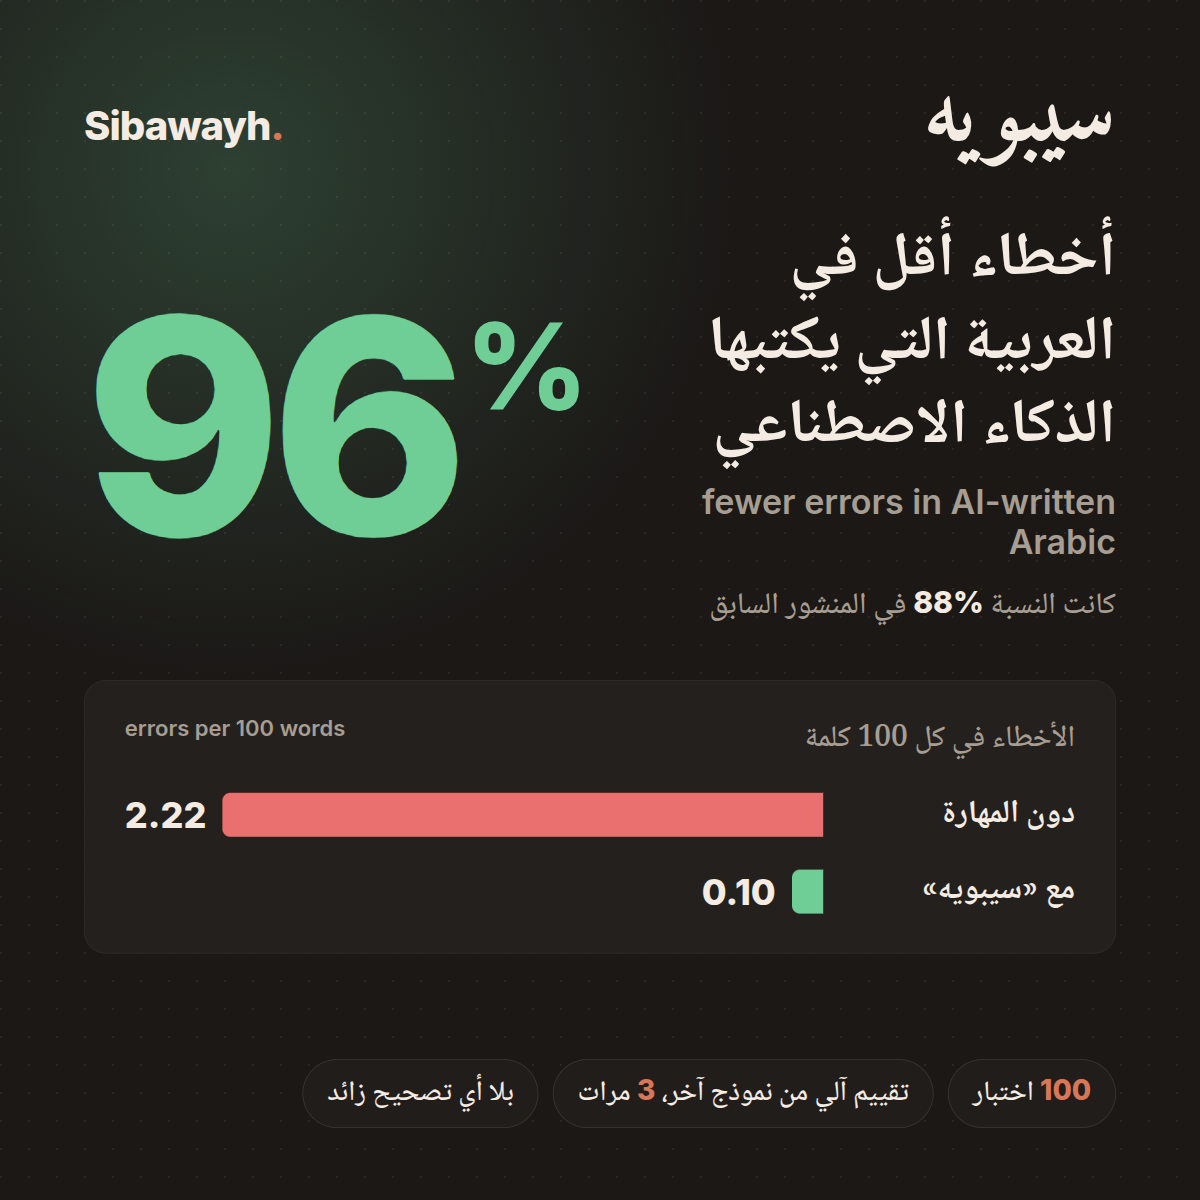 سيبويه
Sibawayh.
96%
أخطاء أقل في
العربية التي يكتبها
الذكاء الاصطناعي
fewer errors in AI-written
Arabic
كانت النسبة 88% في المنشور السابق
الأخطاء في كل 100 كلمة
errors per 100 words
دون المهارة
2.22
مع «سيبويه»
0.10
100 اختبار
تقييم آلي من نموذج آخر، 3 مرات
بلا أي تصحيح زائد